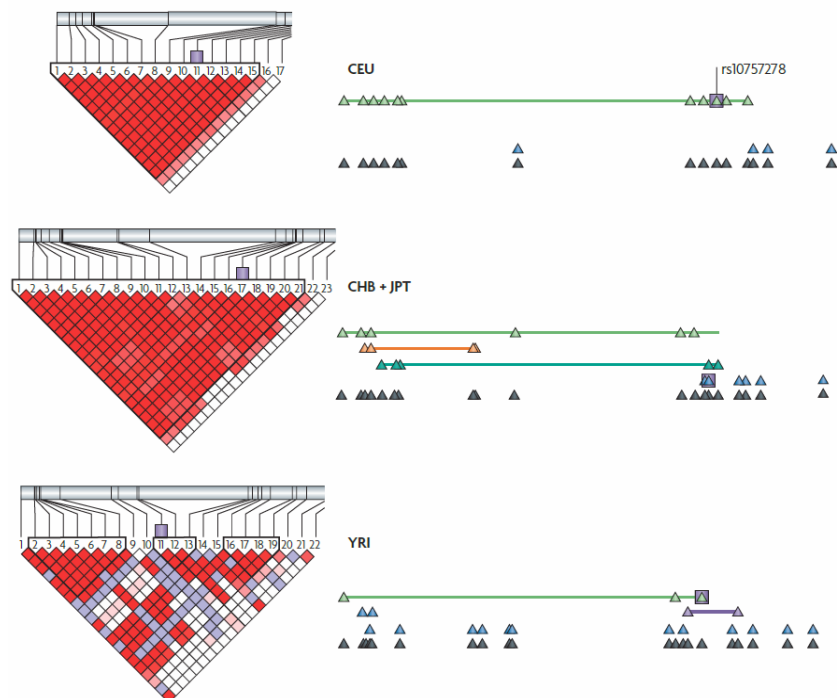 1 2 3 4 5 6 7 8 9 10 11 12 13 14 15 16 17
CEU
rs10757278
1 2 3 4 5 6 7 8 9 10 11 12 13 14 15 16 17 18 19 20 21 22 23
CHB + JPT
1 2 3 4 5 6 7 8 9 10 11 12 13 14 15 16 17 18 19 20 21 22
YRI